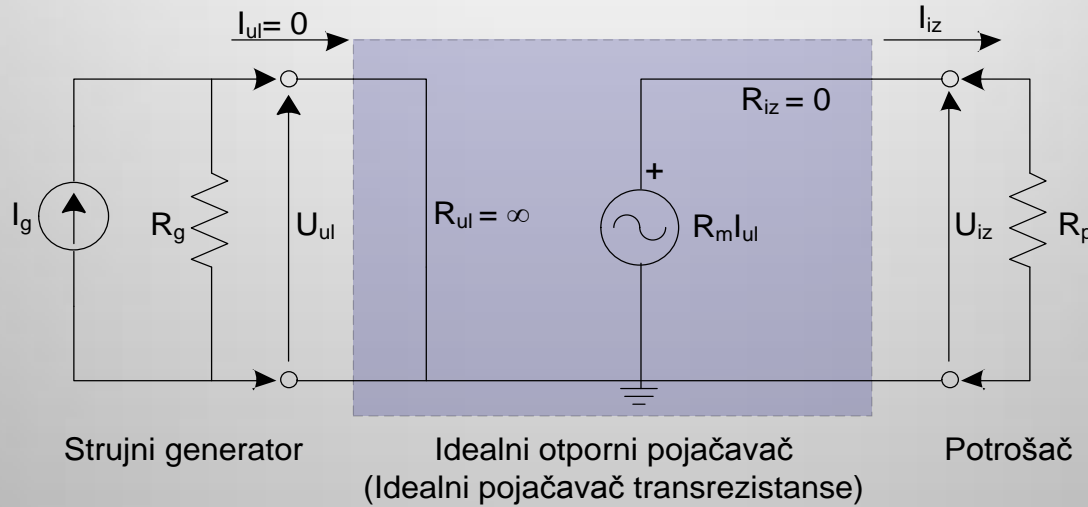 I_ul = 0
I_iz
R_iz = 0
+
I_g
R_g
U_ul
R_ul = ∞
R_mI_ul
U_iz
R_p
Strujni generator
Idealni otporni pojačavač
Potrošač
(Idealni pojačavač transrezistanse)